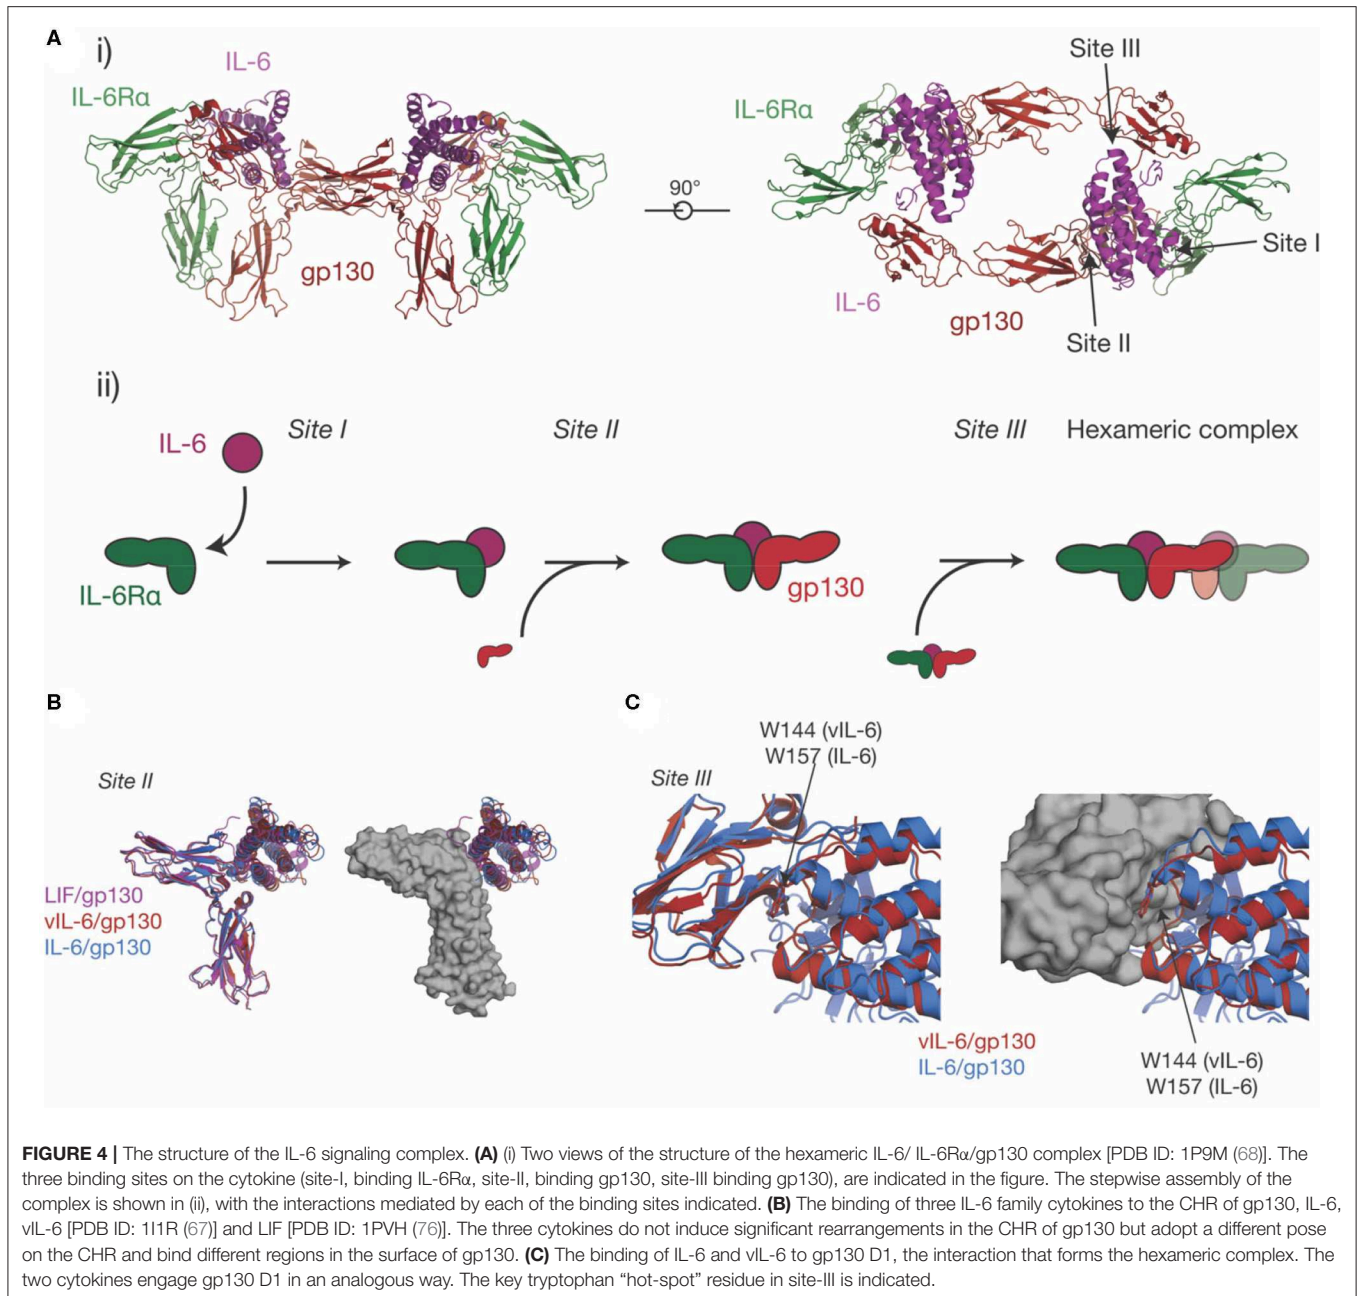 A
i)
IL-6
IL-6Rα
gp130
90°
Site III
IL-6Rα
Site I
IL-6
gp130
Site II
ii)
IL-6
Site I
Site II
Site III
Hexameric complex
IL-6Rα
gp130
B
Site II
LIF/gp130
vIL-6/gp130
IL-6/gp130
C
W144 (vIL-6)
W157 (IL-6)
Site III
vIL-6/gp130
IL-6/gp130
W144 (vIL-6)
W157 (IL-6)
FIGURE 4 | The structure of the IL-6 signaling complex. (A) (i) Two views of the structure of the hexameric IL-6/ IL-6Rα/gp130 complex [PDB ID: 1P9M (68)]. The
three binding sites on the cytokine (site-I, binding IL-6Rα, site-II, binding gp130, site-III binding gp130), are indicated in the figure. The stepwise assembly of the
complex is shown in (ii), with the interactions mediated by each of the binding sites indicated. (B) The binding of three IL-6 family cytokines to the CHR of gp130, IL-6,
vIL-6 [PDB ID: 1I1R (67)] and LIF [PDB ID: 1PVH (76)]. The three cytokines do not induce significant rearrangements in the CHR of gp130 but adopt a different pose
on the CHR and bind different regions in the surface of gp130. (C) The binding of IL-6 and vIL-6 to gp130 D1, the interaction that forms the hexameric complex. The
two cytokines engage gp130 D1 in an analogous way. The key tryptophan “hot-spot” residue in site-III is indicated.